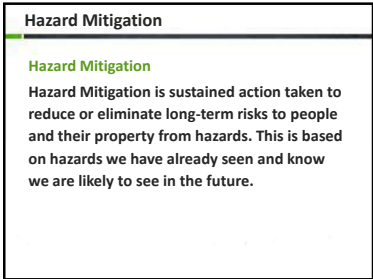 Hazard Mitigation
Hazard Mitigation
Hazard Mitigation is sustained action taken to
reduce or eliminate long-term risks to people
and their property from hazards. This is based
on hazards we have already seen and know
we are likely to see in the future.